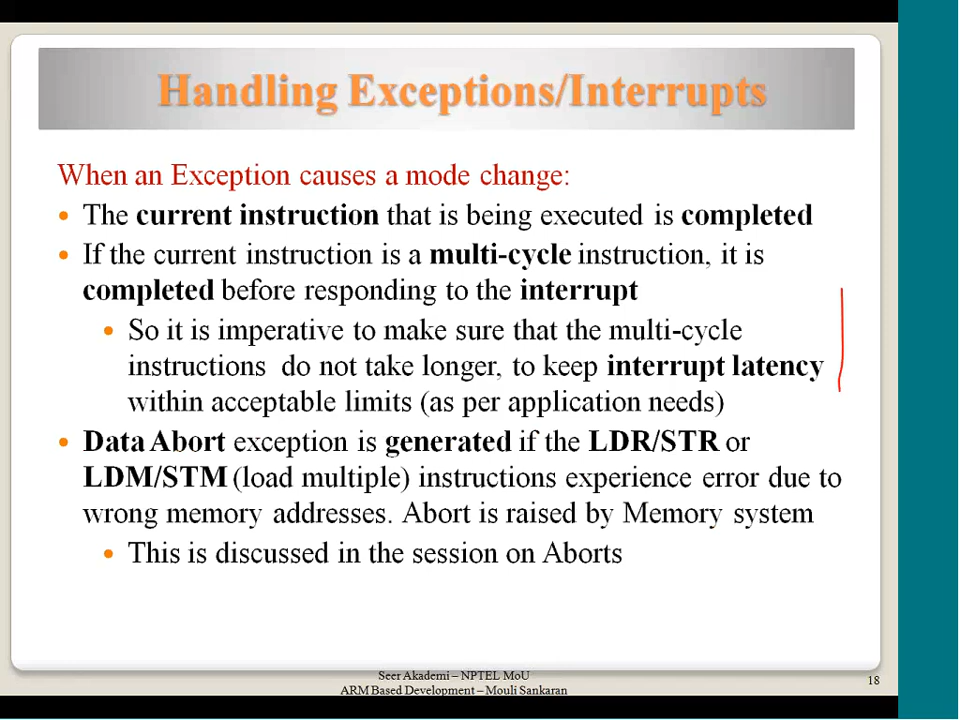 Handling Exceptions/Interrupts
When an Exception causes a mode change:
• The current instruction that is being executed is completed
• If the current instruction is a multi-cycle instruction, it is
completed before responding to the interrupt
• So it is imperative to make sure that the multi-cycle
instructions do not take longer, to keep interrupt latency
within acceptable limits (as per application needs)
• Data Abort exception is generated if the LDR/STR or
LDM/STM (load multiple) instructions experience error due to
wrong memory addresses. Abort is raised by Memory system
• This is discussed in the session on Aborts
Seer Akademi – NPTEL MoU
ARM Based Development – Mouli Sankaran
18